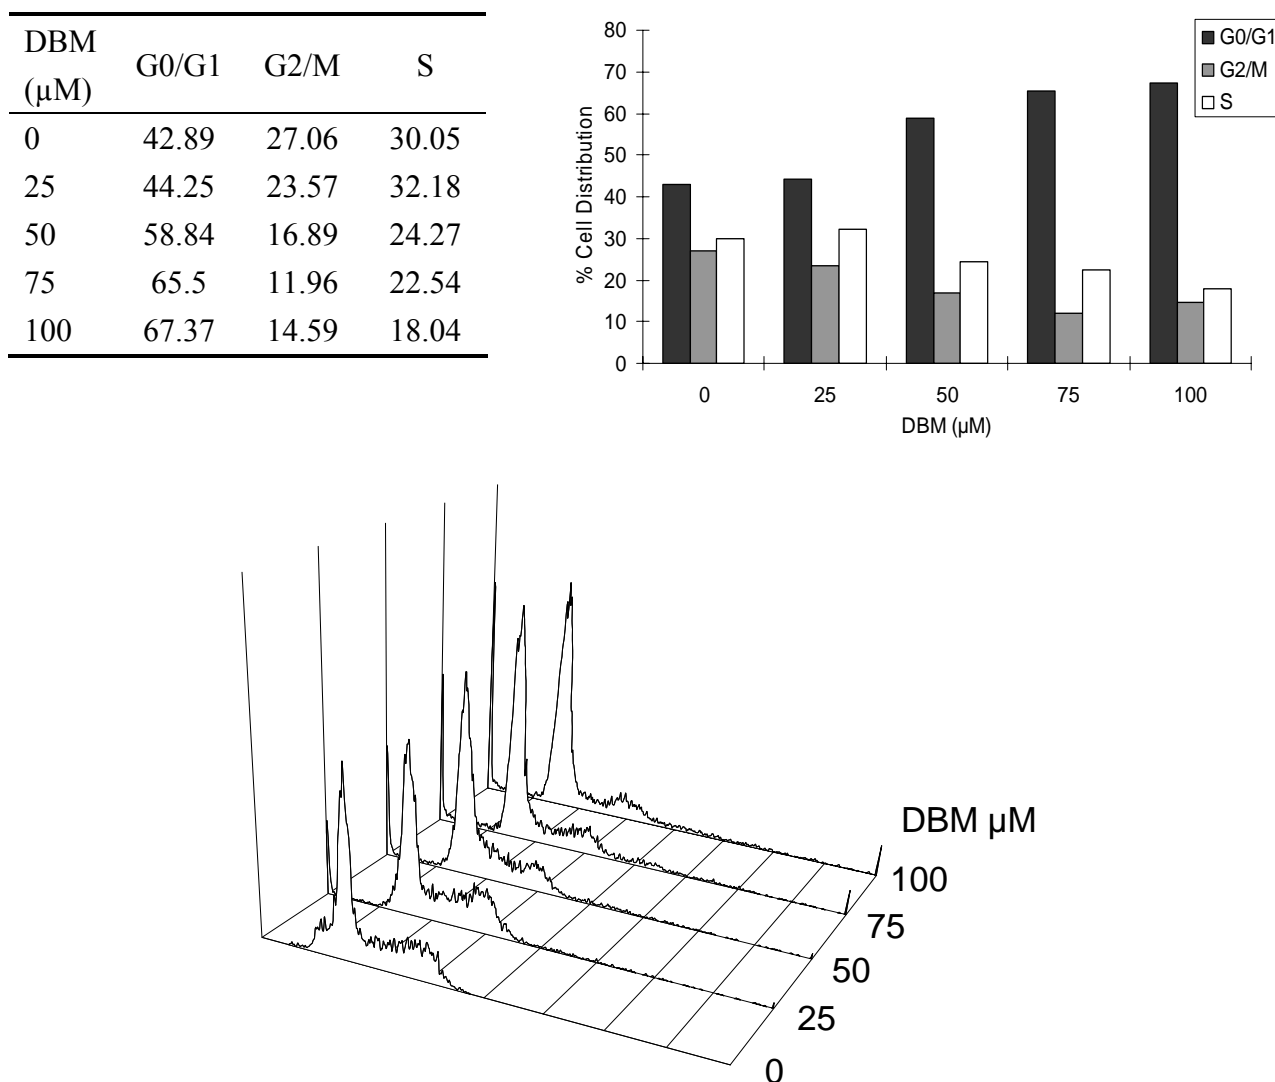 DBM (µM) G0/G1 G2/M S
0 42.89 27.06 30.05
25 44.25 23.57 32.18
50 58.84 16.89 24.27
75 65.5 11.96 22.54
100 67.37 14.59 18.04
80
70
60
50
40
30
20
10
0
% Cell Distribution
0 25 50 75 100
DBM (µM)
G0/G1
G2/M
S
DBM µM
100
75
50
25
0